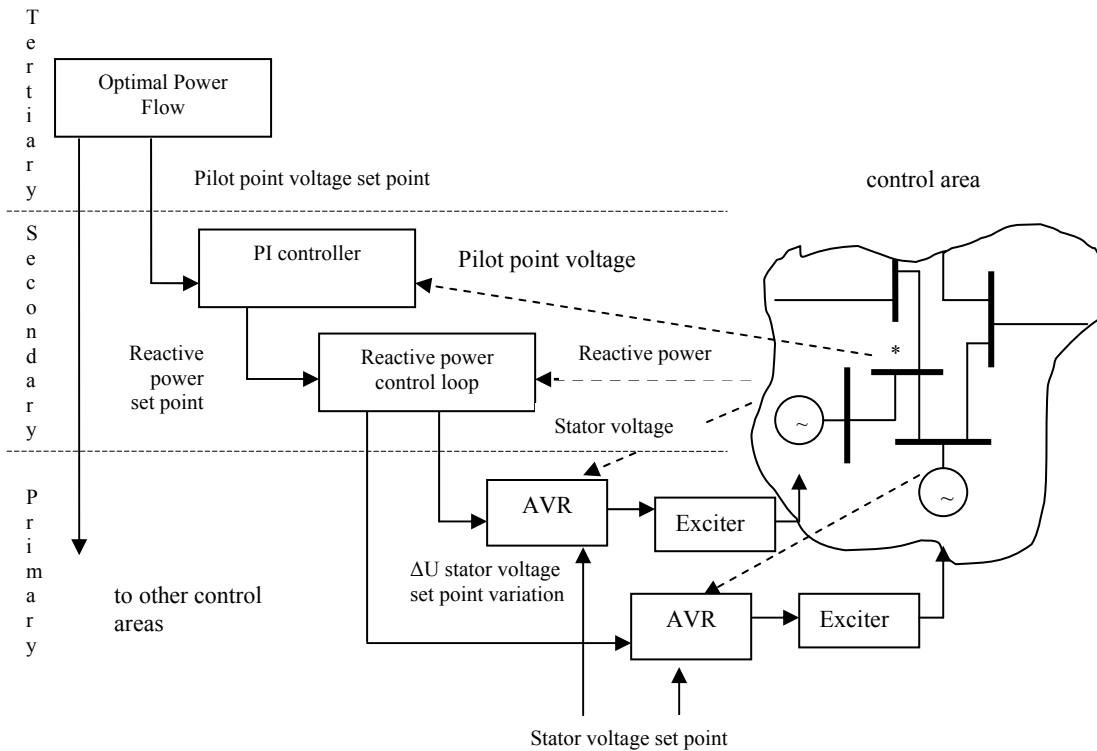 Tertiary
Optimal Power
Flow
Pilot point voltage set point
control area
Secondary
PI controller
Pilot point voltage
*
Reactive
power
set point
Reactive power
control loop
Reactive power
Stator voltage
~
~
Primary
AVR
Exciter
ΔU stator voltage
set point variation
to other control
areas
AVR
Exciter
Stator voltage set point